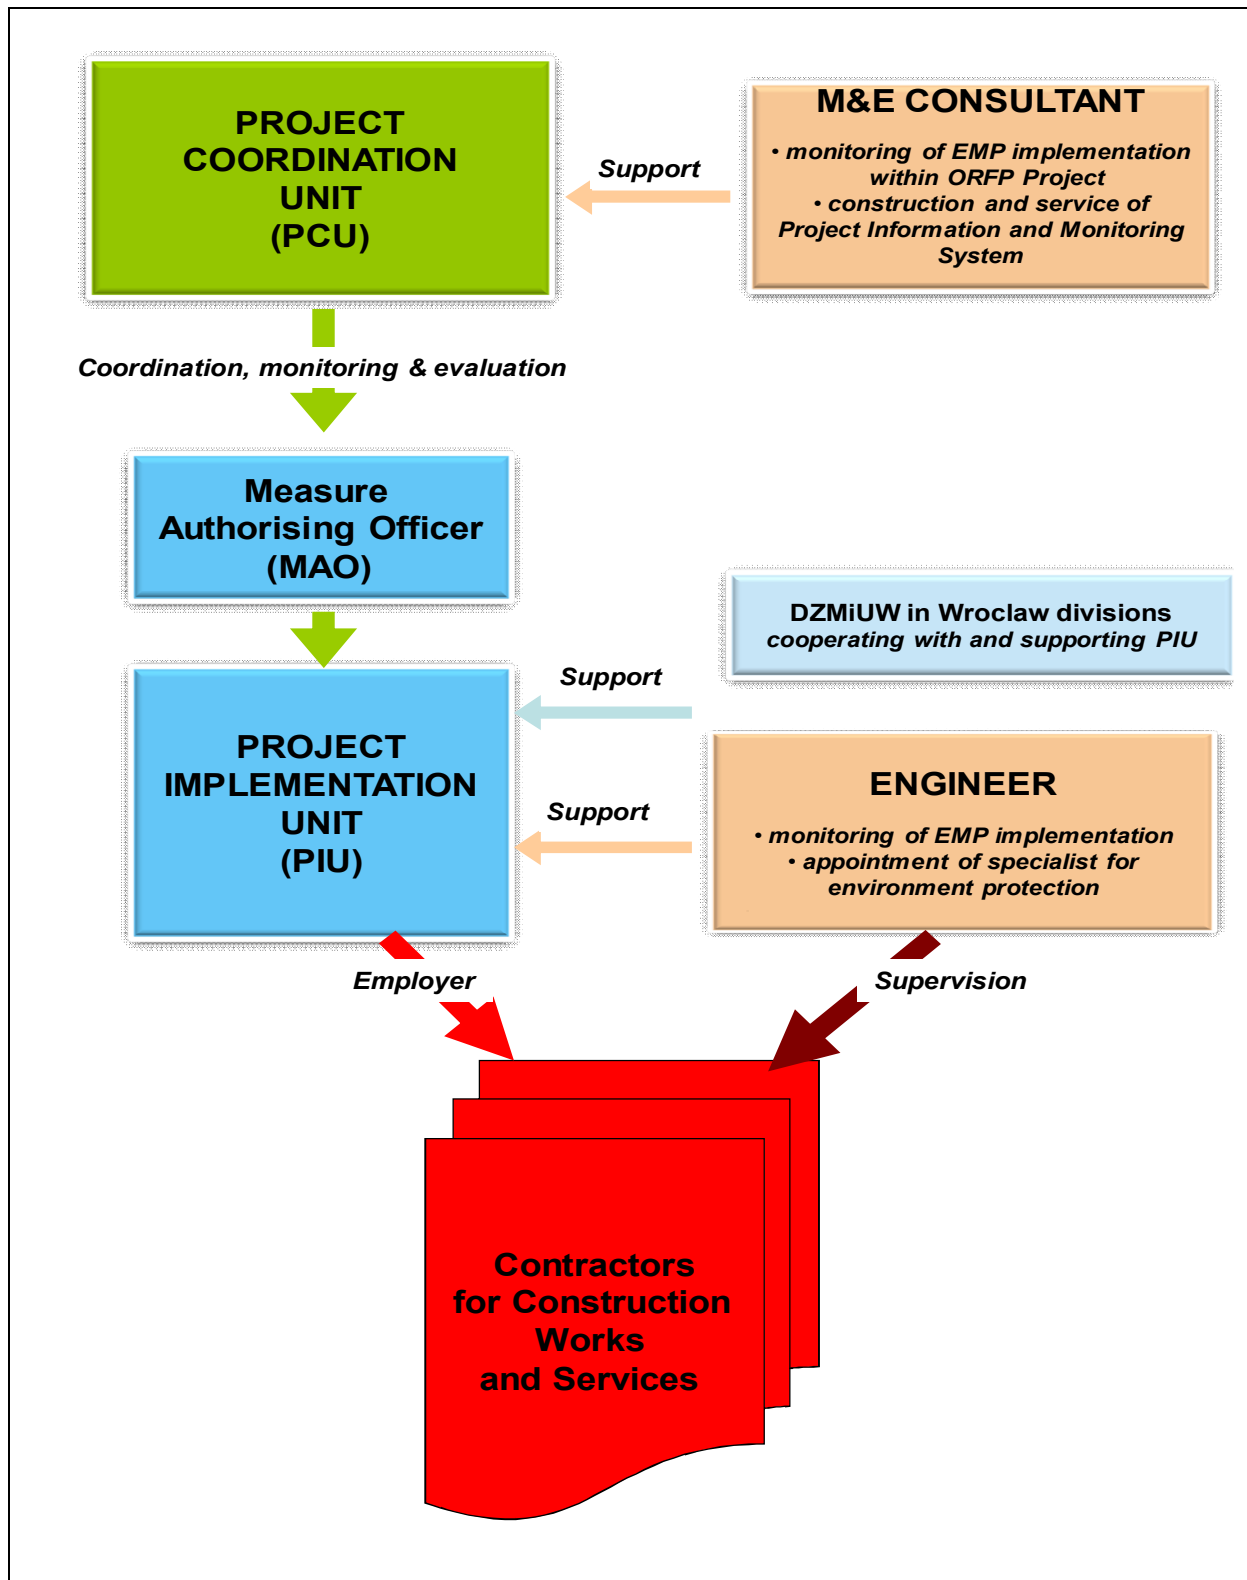 PROJECT
COORDINATION
UNIT
(PCU)
M&E CONSULTANT
• monitoring of EMP implementation
within ORFP Project
• construction and service of
Project Information and Monitoring
System
Support
Coordination, monitoring & evaluation
Measure
Authorising Officer
(MAO)
DZMiUW in Wroclaw divisions
cooperating with and supporting PIU
Support
PROJECT
IMPLEMENTATION
UNIT
(PIU)
Support
ENGINEER
• monitoring of EMP implementation
• appointment of specialist for
environment protection
Employer
Supervision
Contractors
for Construction
Works
and Services